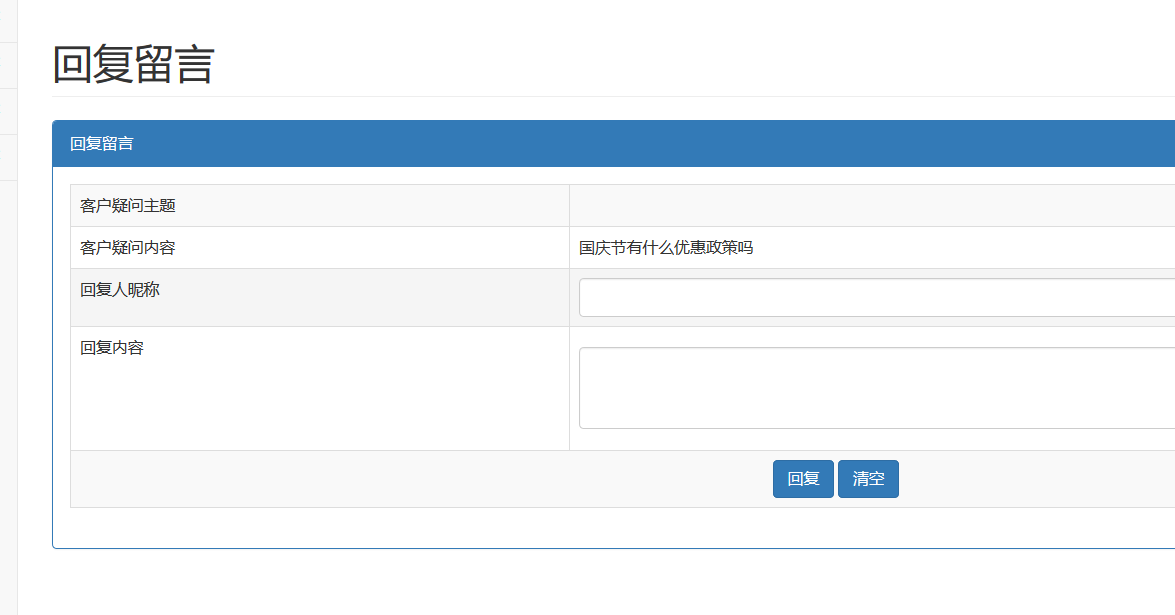 回复留言
回复留言
客户疑问主题
客户疑问内容 国庆节有什么优惠政策吗
回复人昵称
回复内容
回复 清空